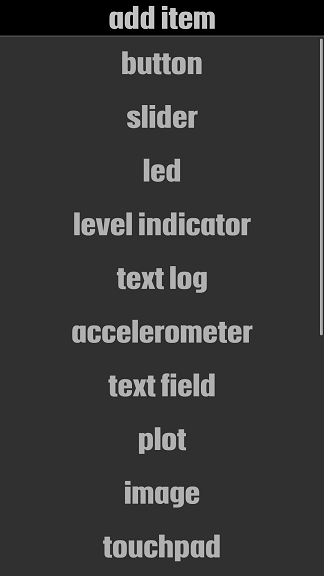 add item
button
slider
led
level indicator
text log
accelerometer
text field
plot
image
touchpad